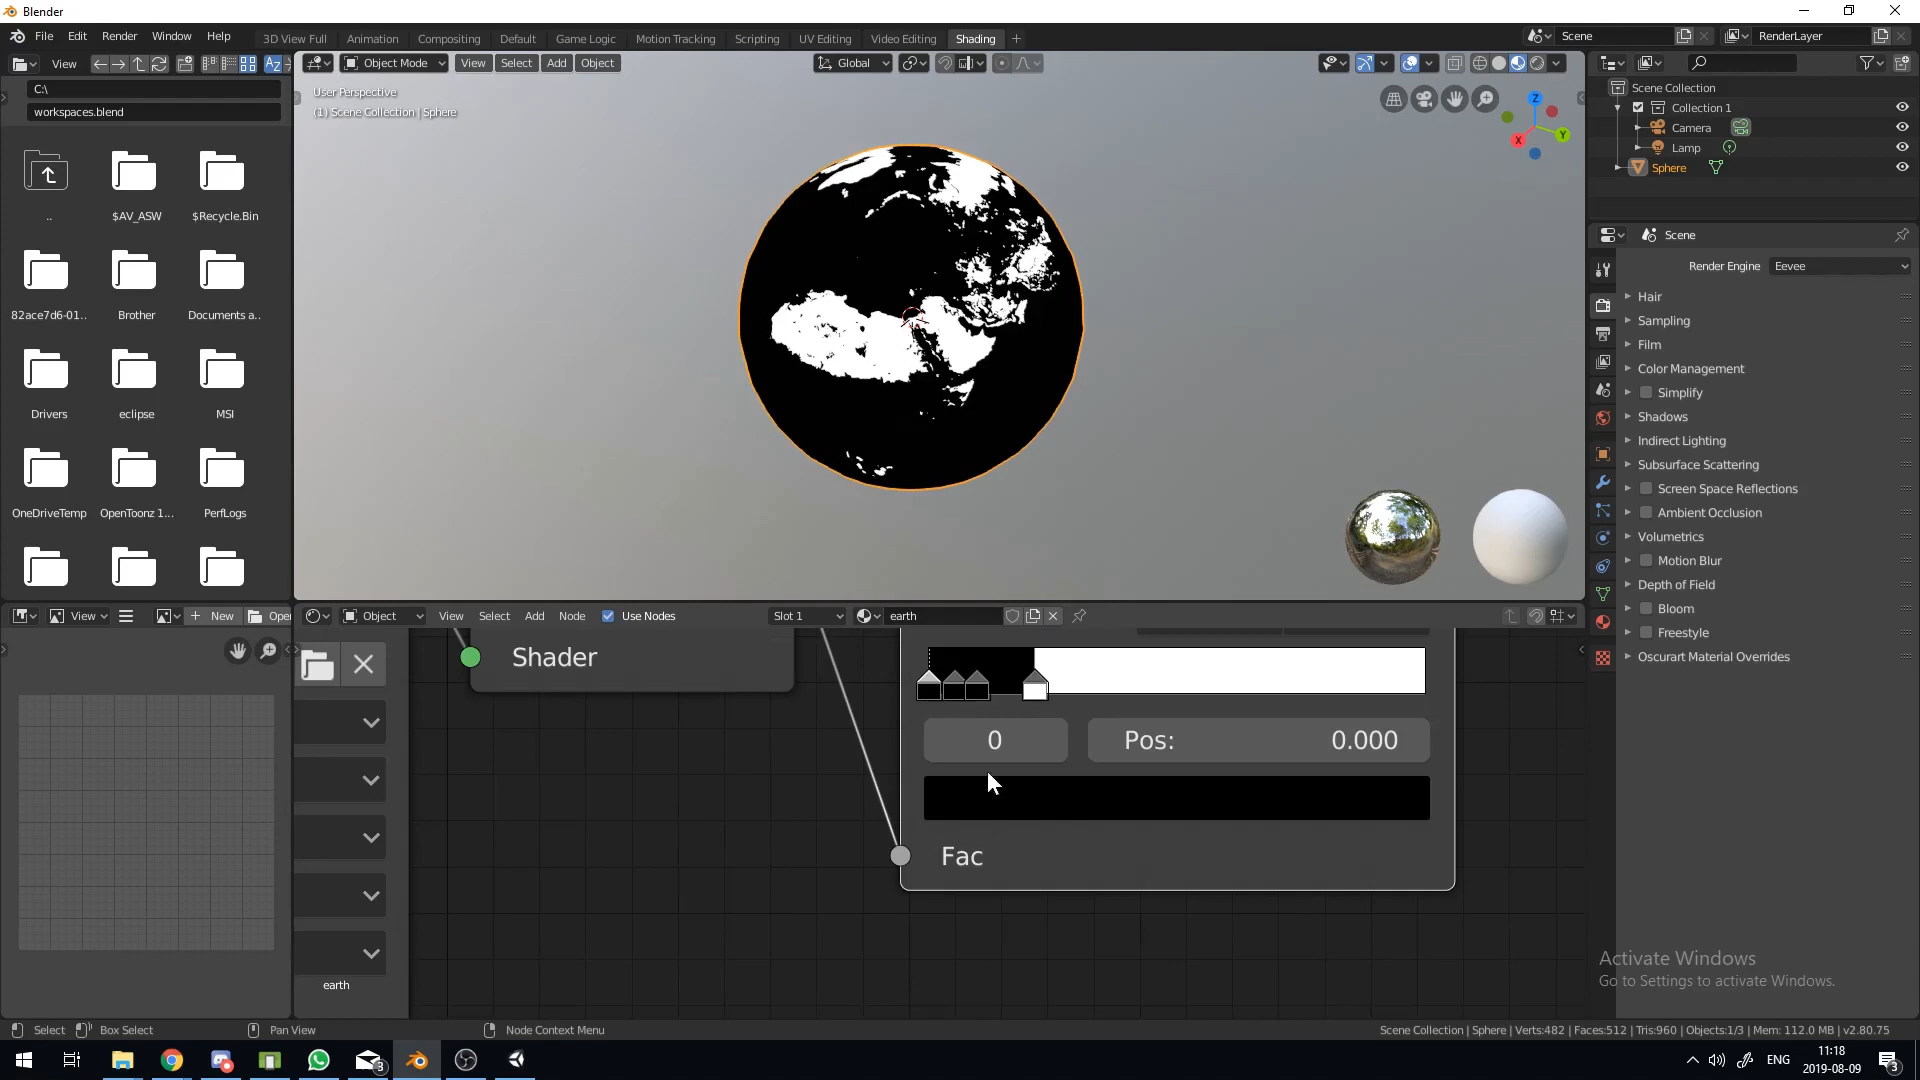 Blender
File Edit Render Window Help
3D View Full Animation Compositing Default Game Logic Motion Tracking Scripting UV Editing Video Editing Shading
Scene
RenderLayer
View
Object Mode View Select Add Object
Global
C:\
workspaces.blend
User Perspective
(1) Scene Collection | Sphere
Z
X
Y
..
$AV_ASW
$Recycle.Bin
82ace7d6-01..
Brother
Documents a..
Drivers
eclipse
MSI
OneDriveTemp
OpenToonz 1...
PerfLogs
Scene Collection
Collection 1
Camera
Lamp
Sphere
Scene
Render Engine Eevee
Hair
Sampling
Film
Color Management
Simplify
Shadows
Indirect Lighting
Subsurface Scattering
Screen Space Reflections
Ambient Occlusion
Volumetrics
Motion Blur
Depth of Field
Bloom
Freestyle
Oscurart Material Overrides
View
New
Open
Object View Select Add Node Use Nodes
Slot 1
earth
Shader
0
Pos: 0.000
Fac
earth
Activate Windows
Go to Settings to activate Windows.
Select Box Select Pan View Node Context Menu
Scene Collection | Sphere | Verts:482 | Faces:512 | Tris:960 | Objects:1/3 | Mem: 112.0 MB | v2.80.75
3
ENG
11:18
2019-08-09
3